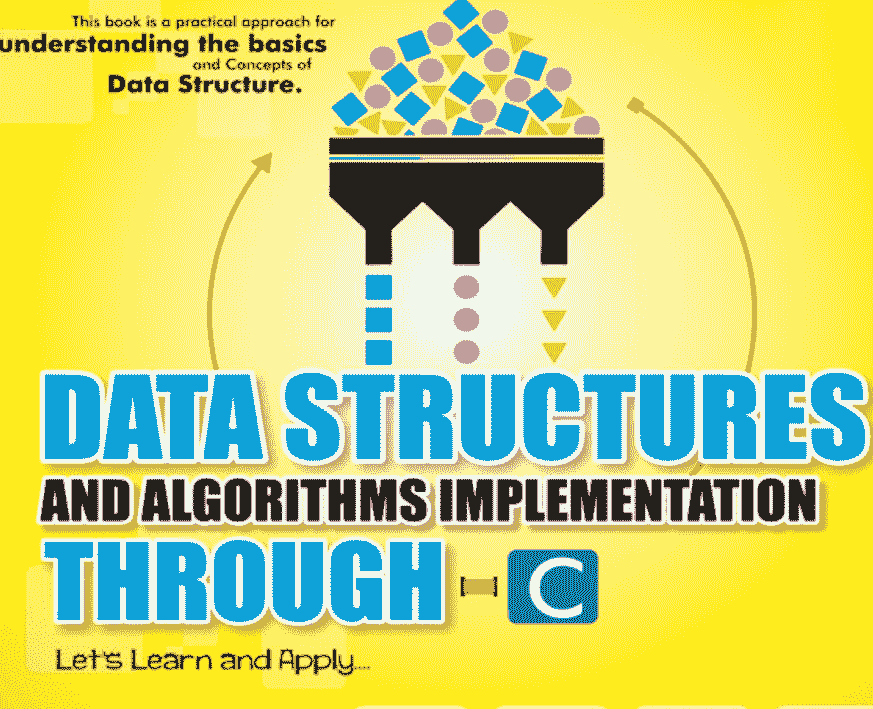 This book is a practical approach for
understanding the basics
and Concepts of
Data Structure.
DATA STRUCTURES
AND ALGORITHMS IMPLEMENTATION
THROUGH C
Let's Learn and Apply...